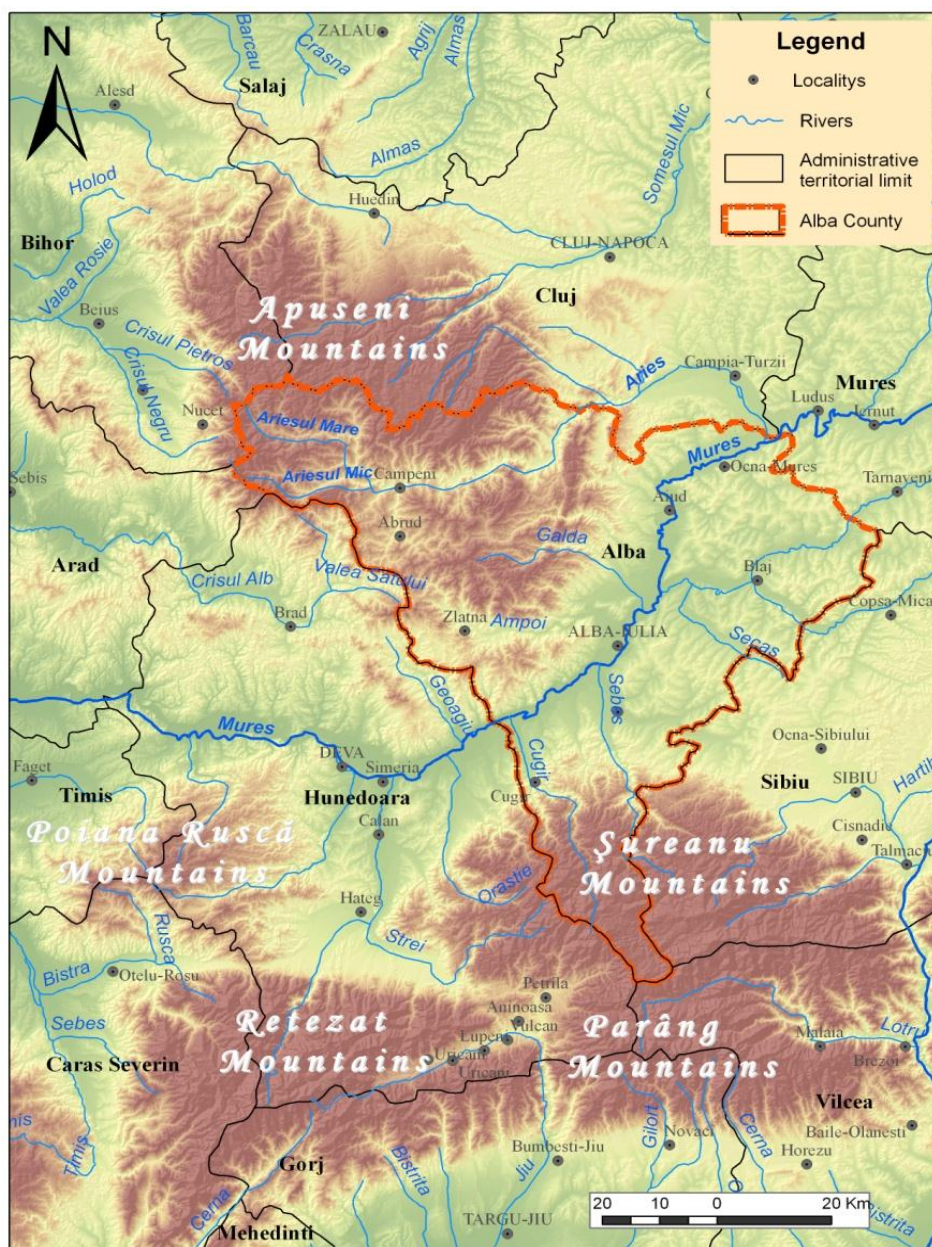 N
ZALAU
Barcau
Crasna
Agrij
Almas
Salaj
Alesd
Almas
Somesul Mic
Holod
Huedin
Bihor
CLUJ-NAPOCA
Valea Rosie
Cluj
Apuseni
Mountains
Beius
Crisul Pietros
Campia-Turzii
Aries
Mures
Crisul Negru
Ludus
Iernut
Nucet
Ariesul Mare
Mures
Ocna-Mures
Sebis
Ariesul Mic
Campeni
Tarnaveni
Aiud
Abrud
Galda
Alba
Arad
Valea Satului
Crisul Alb
Blaj
Copsa-Mica
Brad
Zlatna
Ampoi
ALBA-IULIA
Secas
Geoagiu
Sebes
Mures
Ocna-Sibiului
DEVA
Simeria
Cugir
Faget
Timis
Hunedoara
Cugir
Sibiu
SIBIU
Hartib
Calan
Poiana Ruscă
Mountains
Şureanu
Mountains
Cisnadie
Talmaciu
Orastie
Hateg
Rusca
Strei
Bistra
Otelu-Rosu
Petrila
Aninoasa
Vulcan
Lupeni
Uricani
Uricani
Sebes
Retezat
Mountains
Parâng
Mountains
Malaia
Lotru
Brezoi
Caras Severin
Vilcea
Timis
Baile-Olanesti
Gilort
Novaci
Cerna
Horezu
Bumbesti-Jiu
Gorj
Bistrita
Jiu
Cerna
Mehedinti
TARGU-JIU
Bistrita
Legend
Localitys
Rivers
Administrative
territorial limit
Alba County
20 10 0 20 Km